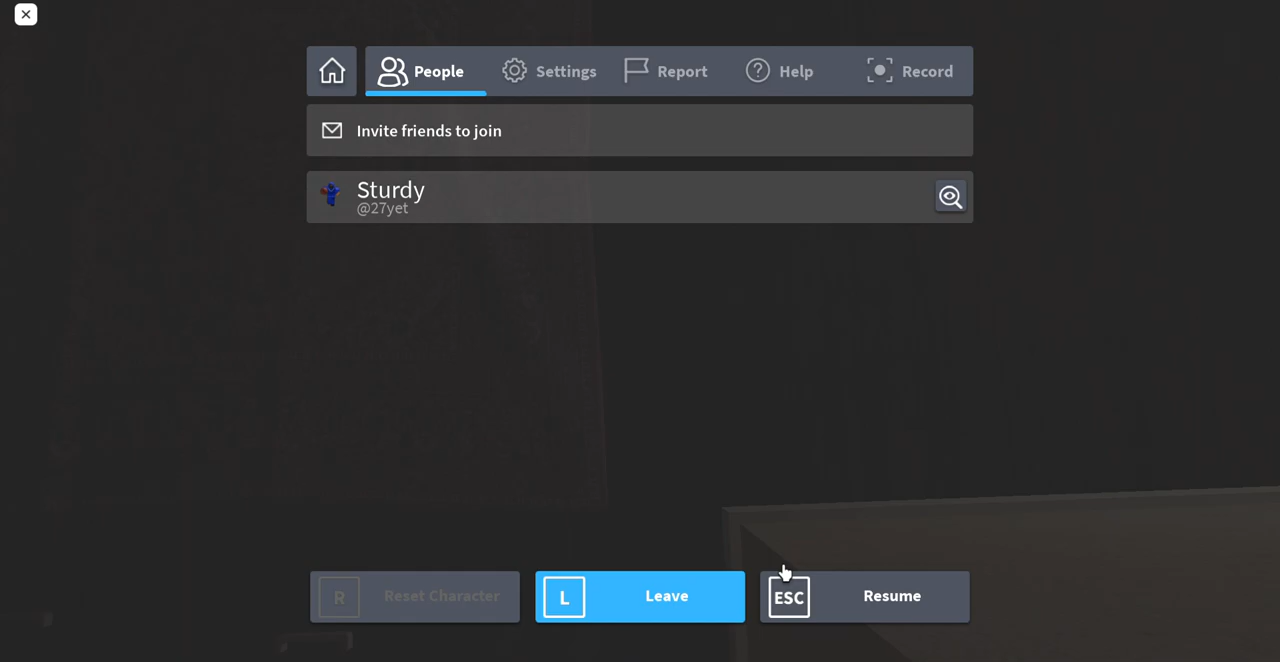 People
Settings
Report
Help
Record
Invite friends to join
Sturdy
@27yet
R
Reset Character
L
Leave
ESC
Resume